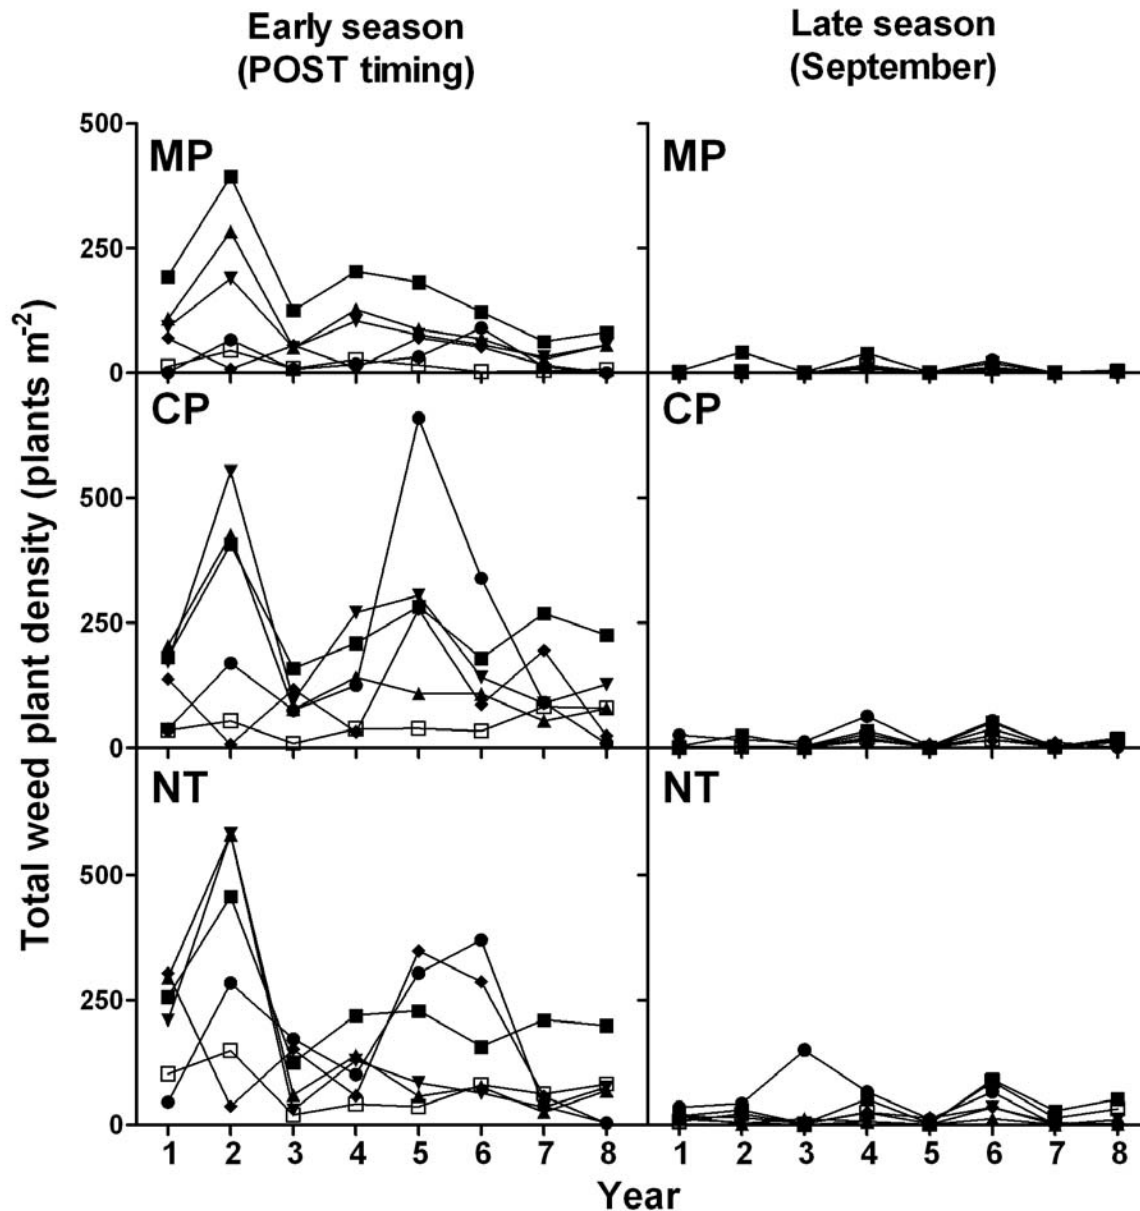 Early season
(POST timing)
Late season
(September)
Total weed plant density (plants m⁻²)
500
MP
MP
250
0
CP
CP
500
250
0
NT
NT
500
250
0
1 2 3 4 5 6 7 8
1 2 3 4 5 6 7 8
Year